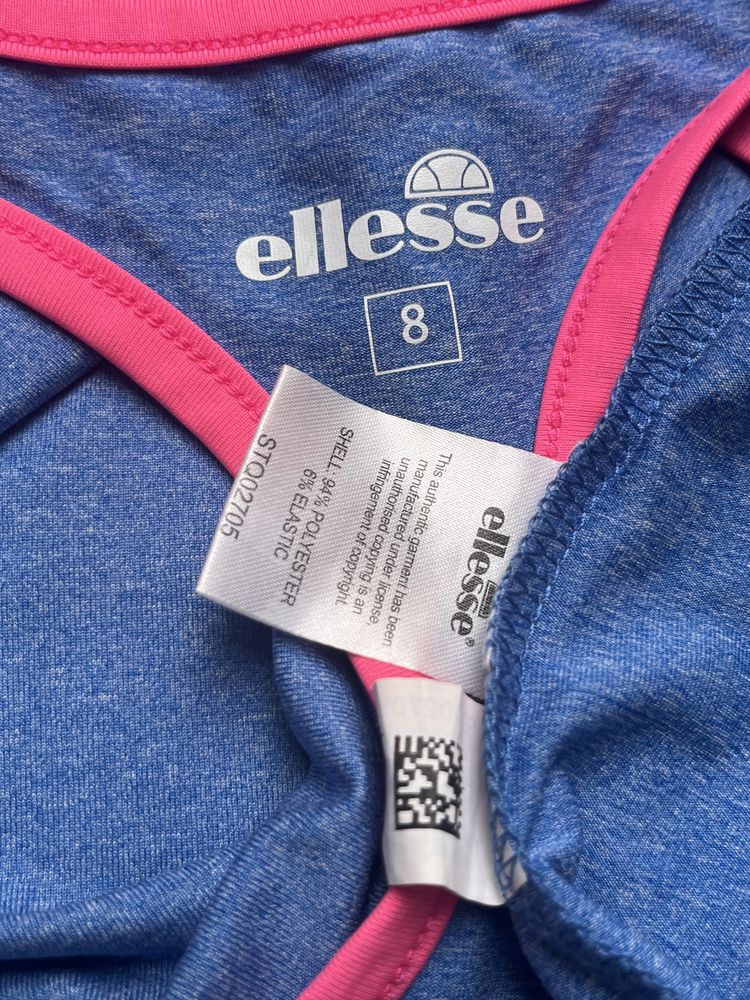 ellesse
8
ellesse®
This authentic garment has been
manufactured under license,
unauthorised copying is an
infringement of copyright.
SHELL: 94% POLYESTER
6% ELASTIC
STQ02705